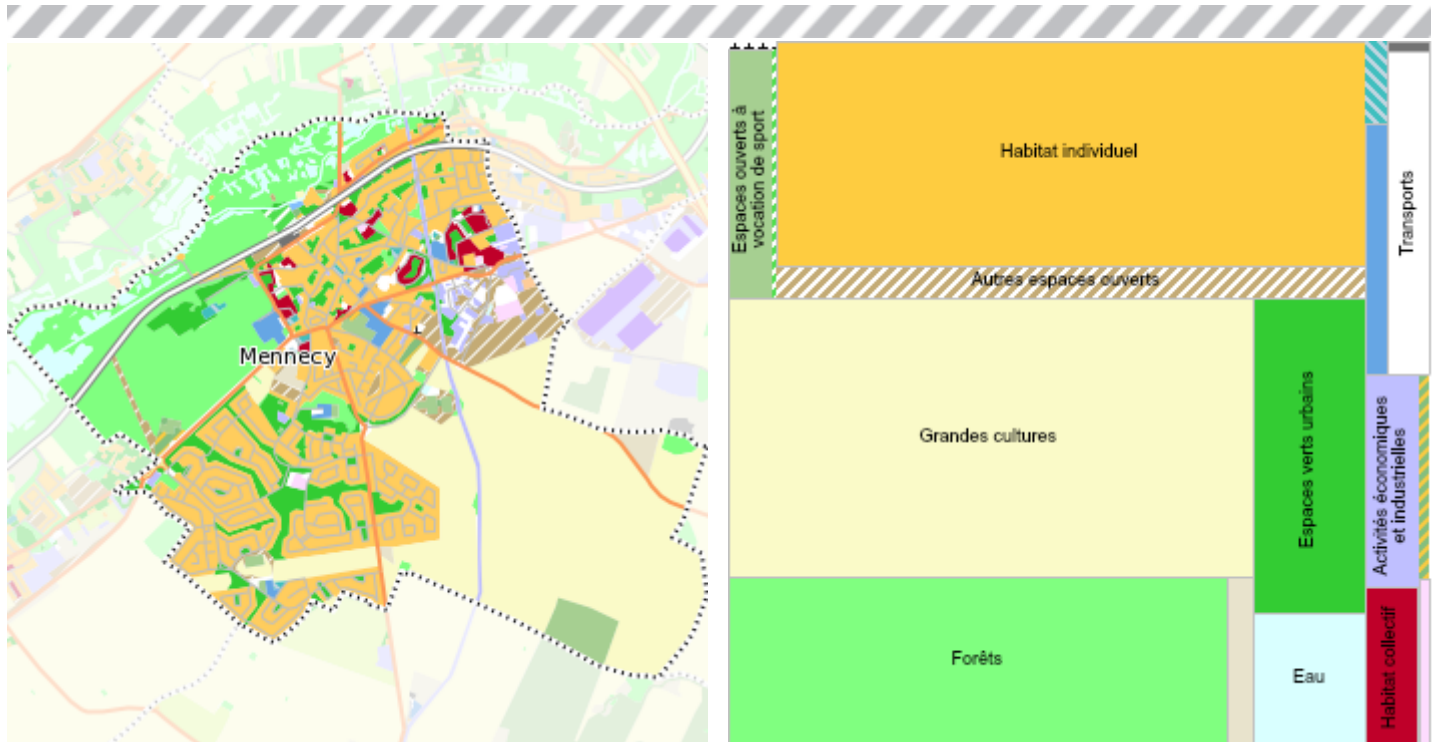 Mennecy
Espaces ouverts à
vocation de sport
Habitat individuel
Autres espaces ouverts
Transports
Grandes cultures
Espaces verts urbains
Activités économiques
et industrielles
Forêts
Eau
Habitat collectif